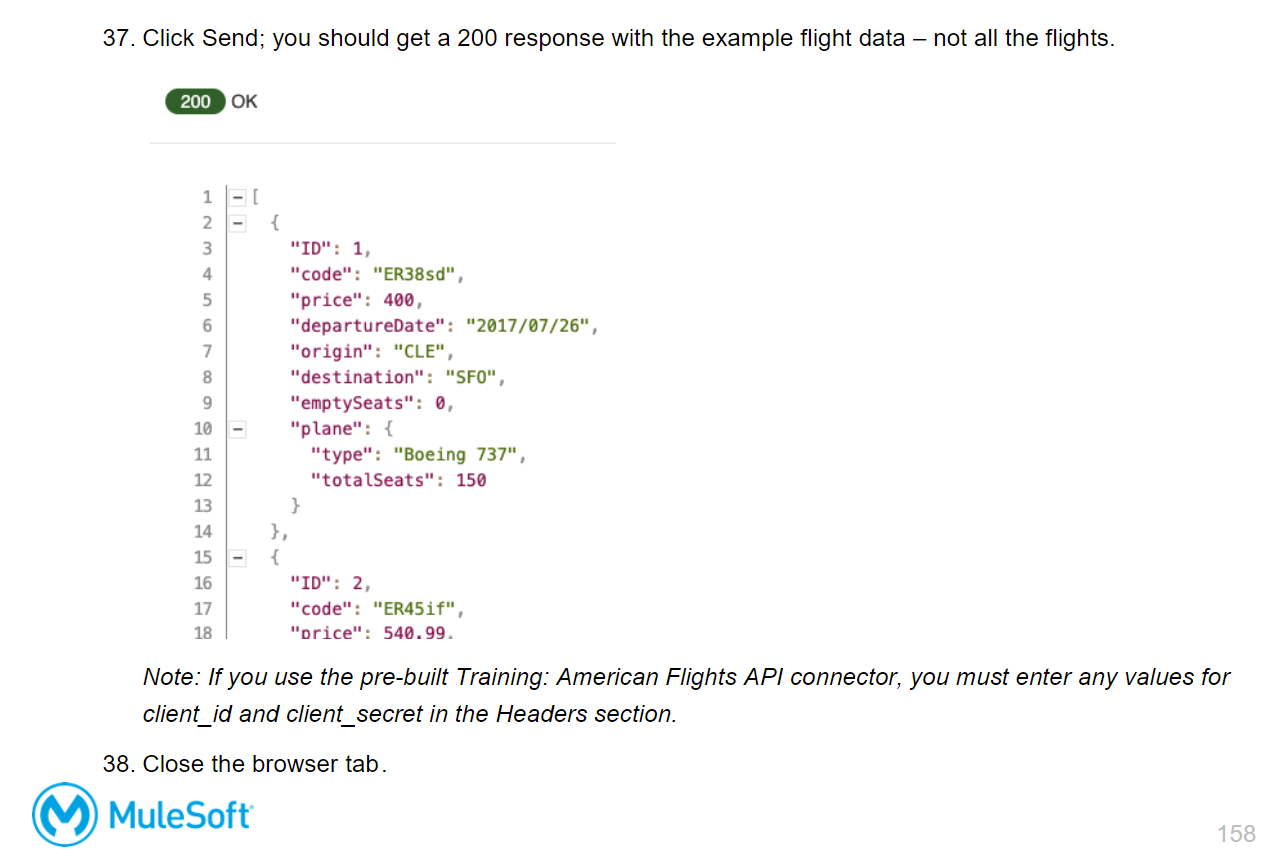 37. Click Send; you should get a 200 response with the example flight data – not all the flights.
200 OK
1 [
2 {
3 "ID": 1,
4 "code": "ER38sd",
5 "price": 400,
6 "departureDate": "2017/07/26",
7 "origin": "CLE",
8 "destination": "SFO",
9 "emptySeats": 0,
10 "plane": {
11 "type": "Boeing 737",
12 "totalSeats": 150
13 }
14 },
15 {
16 "ID": 2,
17 "code": "ER45if",
18 "price": 540.99.
Note: If you use the pre-built Training: American Flights API connector, you must enter any values for
client_id and client_secret in the Headers section.
38. Close the browser tab.
MuleSoft
158